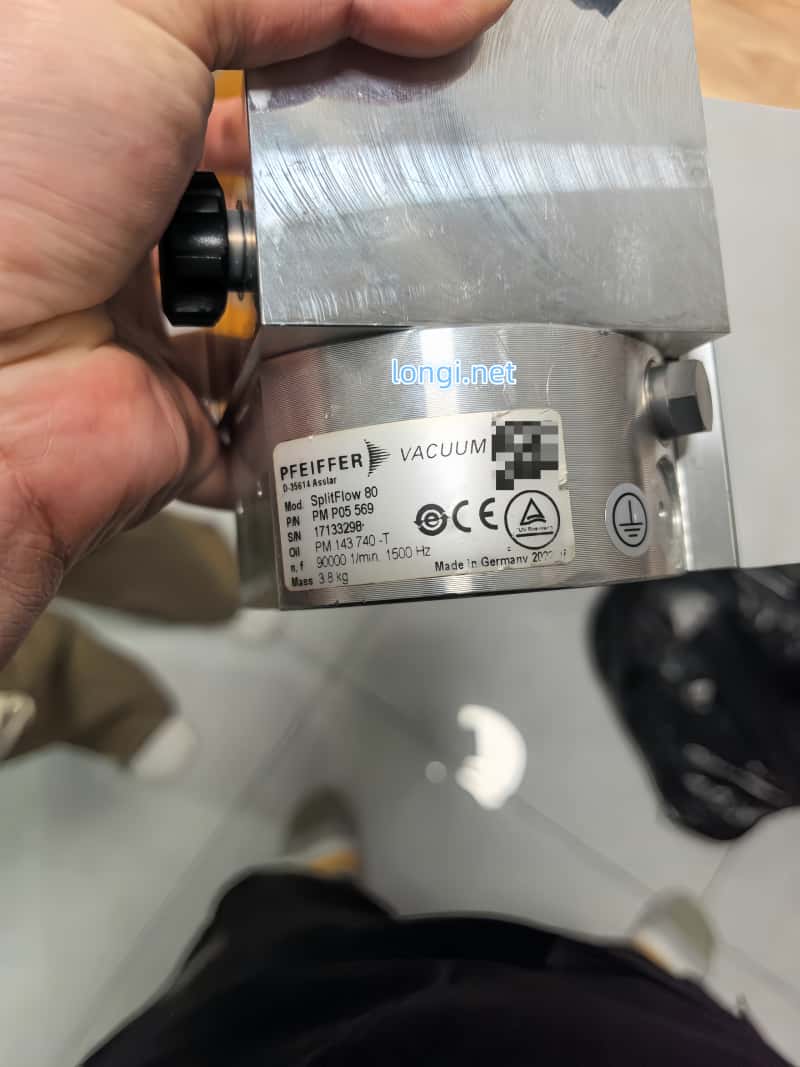 longi.net
PFEIFFER VACUUM
D-35614 Asslar
Mod. SplitFlow 80
P/N PM P05 569
S/N 17133298
Oil PM 143 740 -T
n, f 90000 1/min. 1500 Hz
Mass 3.8 kg
CE
Made in Germany